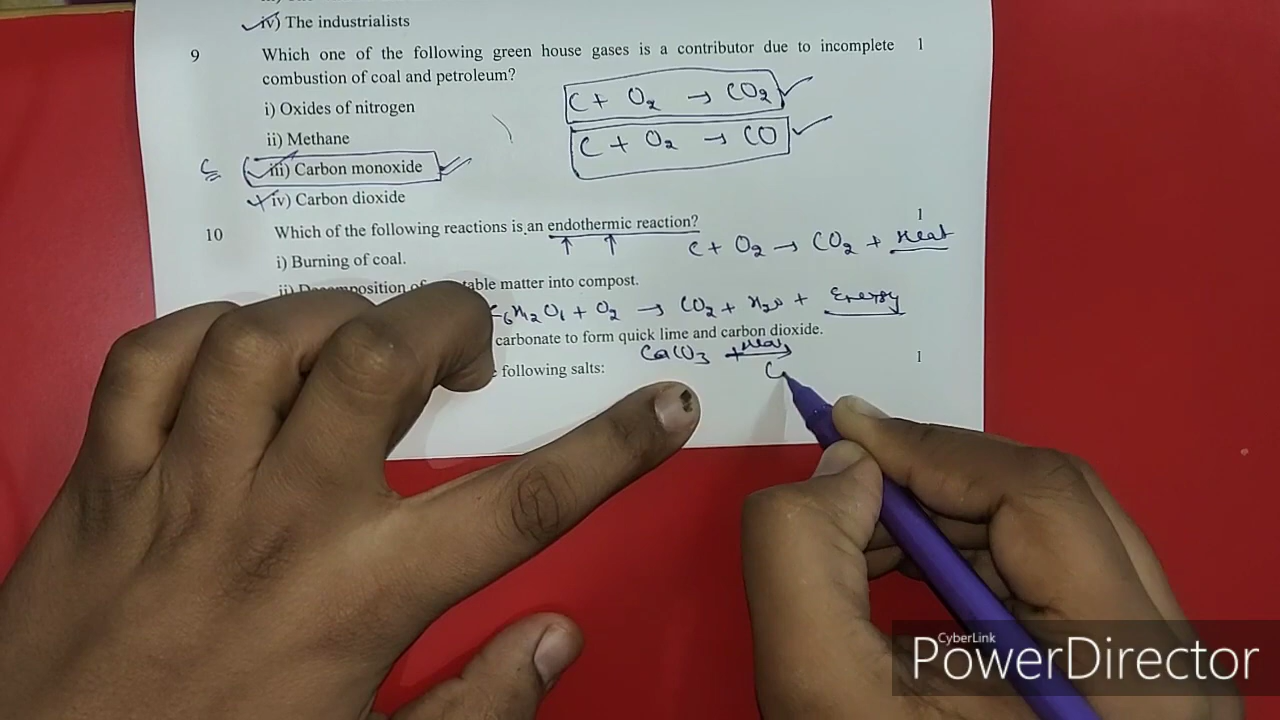 iv) The industrialists
9 Which one of the following green house gases is a contributor due to incomplete 1
combustion of coal and petroleum?
i) Oxides of nitrogen
C + O₂ → CO₂
ii) Methane
C + O₂ → CO
iii) Carbon monoxide
iv) Carbon dioxide
10 Which of the following reactions is an endothermic reaction? 1
C + O₂ → CO₂ + Heat
i) Burning of coal.
ii) matter into compost.
+ O₂ → CO₂ + H₂O + Energy
carbonate to form quick lime and carbon dioxide.
CaCO₃ + Heat
following salts: 1
C
CyberLink
PowerDirector